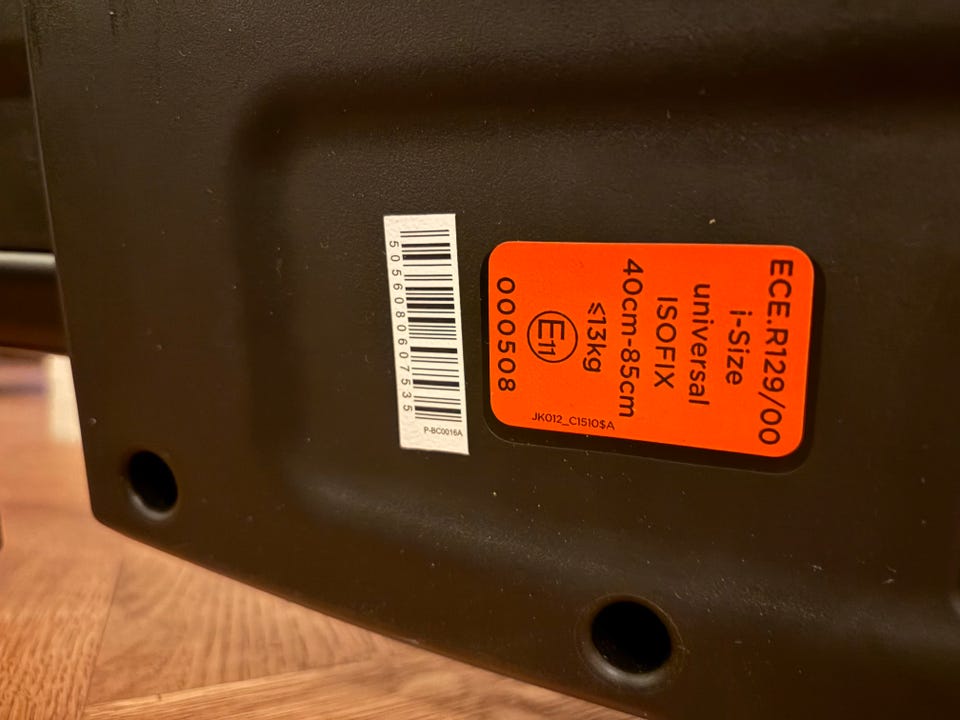 ECE.R129/00
i-Size
universal
ISOFIX
40cm-85cm
≤13kg
E11
000508
JK012_C1510$A
5056080607535
P-BC0016A